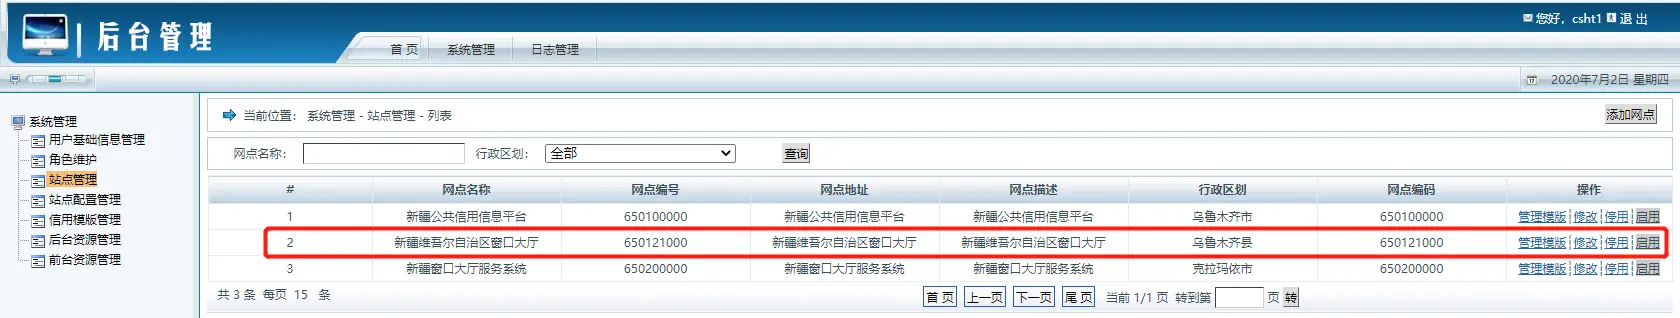 您好，csht1 退 出
后台管理
首 页 系统管理 日志管理
2020年7月2日 星期四
系统管理
用户基础信息管理
角色维护
站点管理
站点配置管理
信用模版管理
后台资源管理
前台资源管理
当前位置： 系统管理 - 站点管理 - 列表 添加网点
网点名称： 行政区划： 全部 查询
# 网点名称 网点编号 网点地址 网点描述 行政区划 网点编码 操作
1 新疆公共信用信息平台 650100000 新疆公共信用信息平台 新疆公共信用信息平台 乌鲁木齐市 650100000 管理模版 修改 停用 启用
2 新疆维吾尔自治区窗口大厅 650121000 新疆维吾尔自治区窗口大厅 新疆维吾尔自治区窗口大厅 乌鲁木齐县 650121000 管理模版 修改 停用 启用
3 新疆窗口大厅服务系统 650200000 新疆窗口大厅服务系统 新疆窗口大厅服务系统 克拉玛依市 650200000 管理模版 修改 停用 启用
共 3 条 每页 15 条 首 页 上一页 下一页 尾 页 当前 1/1 页 转到第 页 转